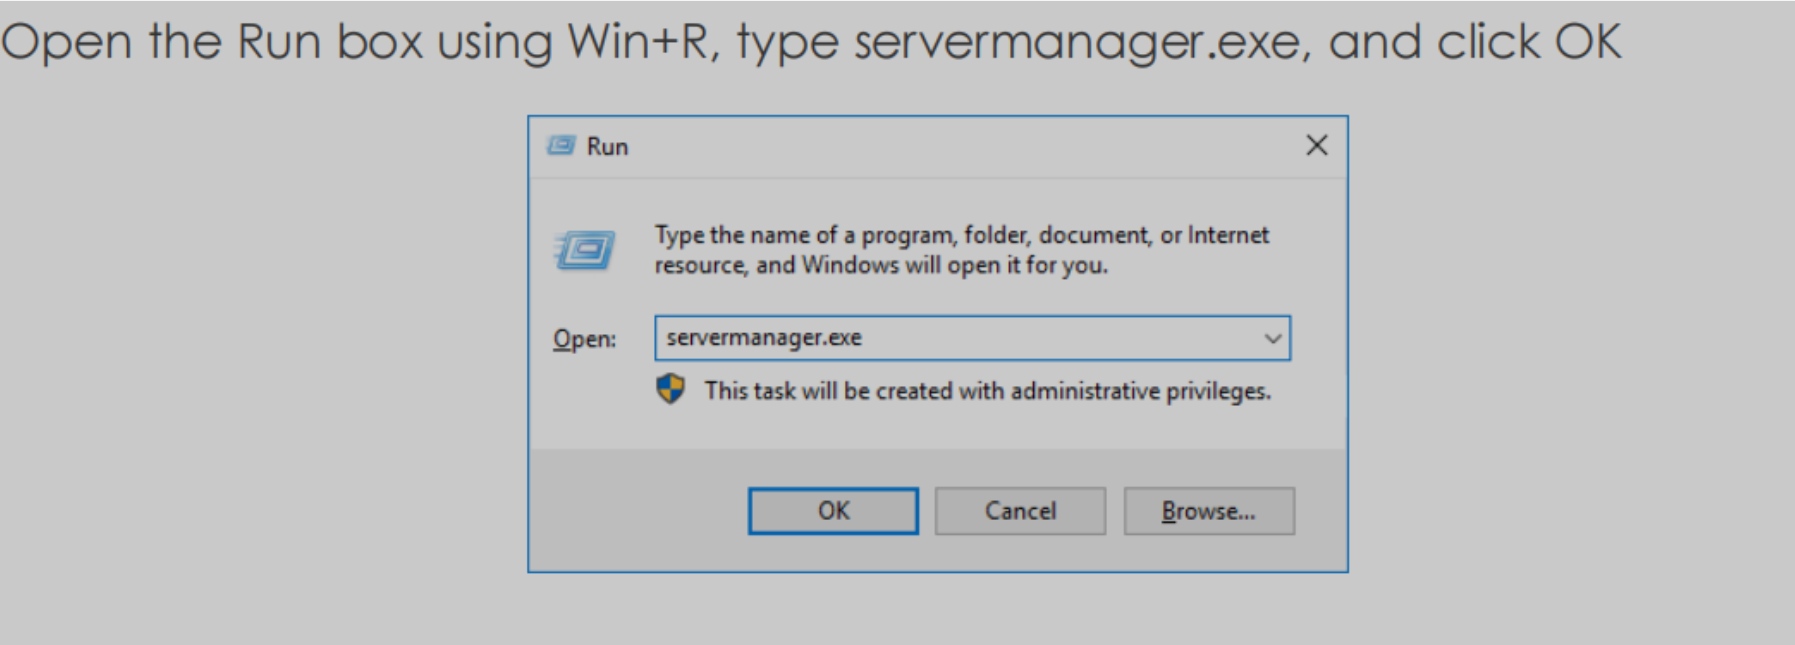 Open the Run box using Win+R, type servermanager.exe, and click OK
Run
Type the name of a program, folder, document, or Internet
resource, and Windows will open it for you.
Open: servermanager.exe
This task will be created with administrative privileges.
OK Cancel Browse...